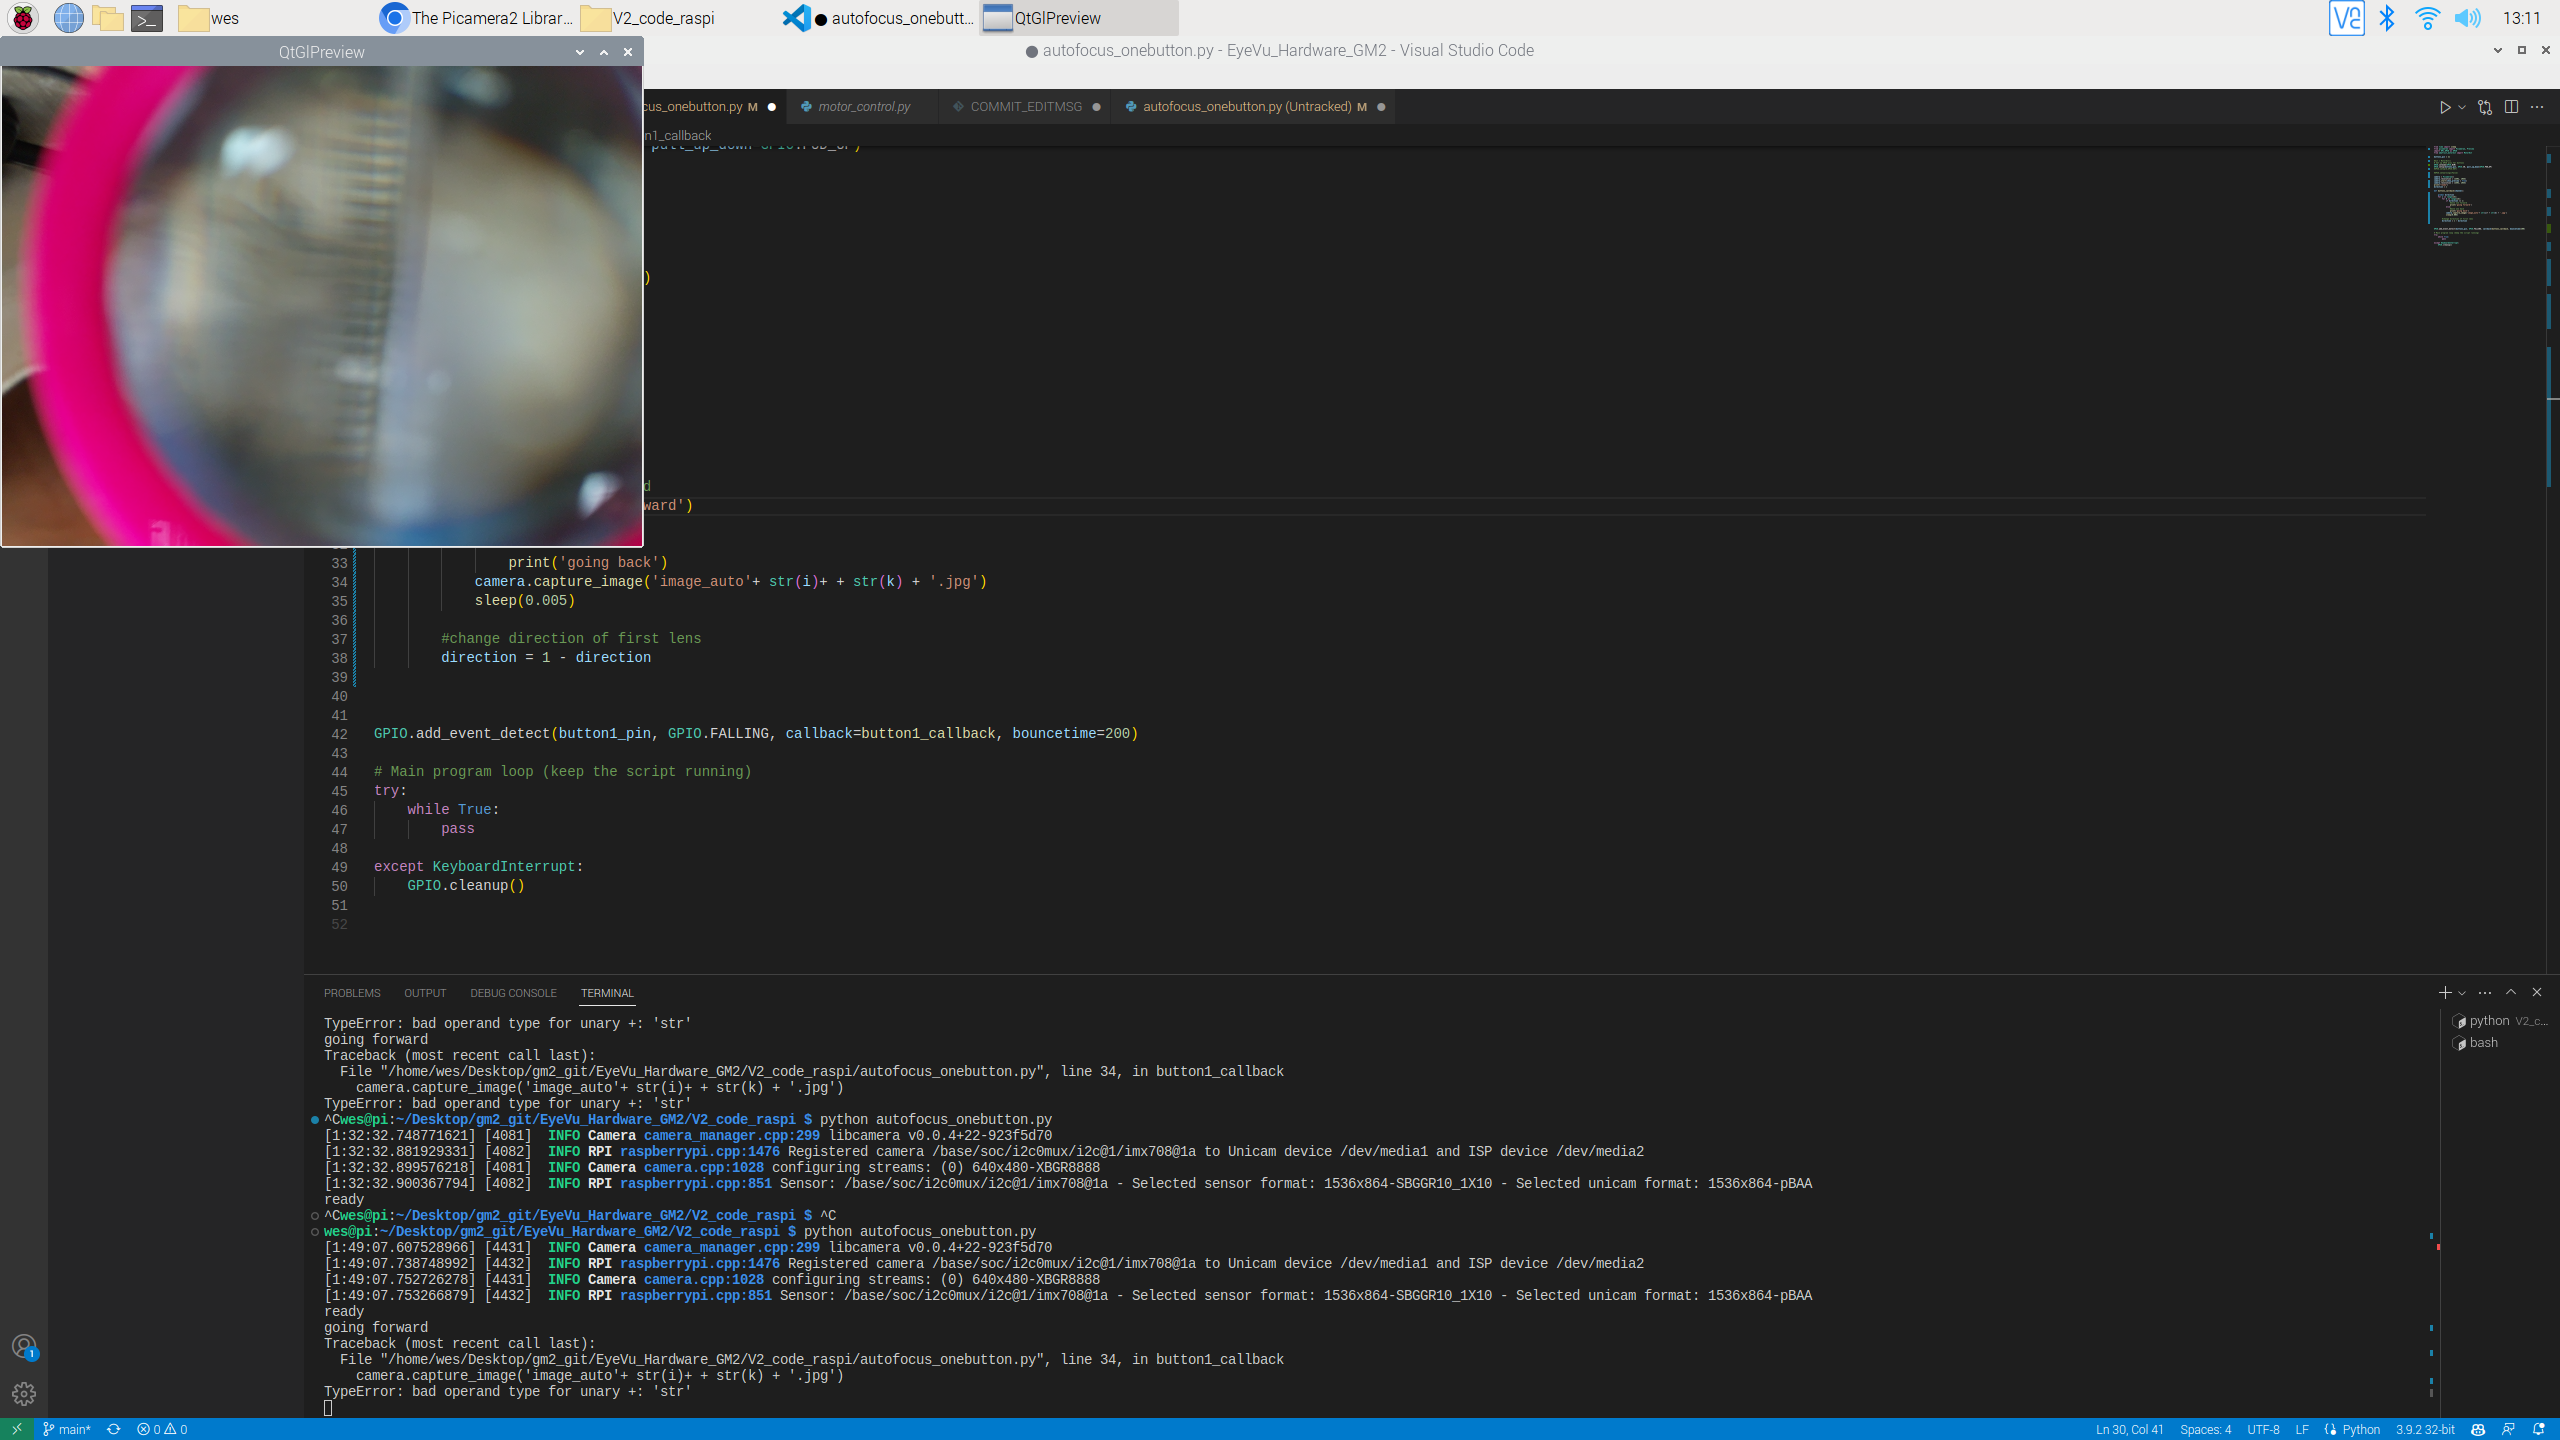 wes
The Picamera2 Librar...
V2_code_raspi
autofocus_onebutt...
QtGlPreview
13:11
QtGlPreview
autofocus_onebutton.py - EyeVu_Hardware_GM2 - Visual Studio Code
cus_onebutton.py M
motor_control.py
COMMIT_EDITMSG
autofocus_onebutton.py (Untracked) M
n1_callback
)
d
ward')
33 print('going back')
34 camera.capture_image('image_auto'+ str(i)+ + str(k) + '.jpg')
35 sleep(0.005)
36
37 #change direction of first lens
38 direction = 1 - direction
39
40
41
42 GPIO.add_event_detect(button1_pin, GPIO.FALLING, callback=button1_callback, bouncetime=200)
43
44 # Main program loop (keep the script running)
45 try:
46 while True:
47 pass
48
49 except KeyboardInterrupt:
50 GPIO.cleanup()
51
52
PROBLEMS OUTPUT DEBUG CONSOLE TERMINAL
TypeError: bad operand type for unary +: 'str'
going forward
Traceback (most recent call last):
File "/home/wes/Desktop/gm2_git/EyeVu_Hardware_GM2/V2_code_raspi/autofocus_onebutton.py", line 34, in button1_callback
camera.capture_image('image_auto'+ str(i)+ + str(k) + '.jpg')
TypeError: bad operand type for unary +: 'str'
^Cwes@pi:~/Desktop/gm2_git/EyeVu_Hardware_GM2/V2_code_raspi $ python autofocus_onebutton.py
[1:32:32.748771621] [4081] INFO Camera camera_manager.cpp:299 libcamera v0.0.4+22-923f5d70
[1:32:32.881929331] [4082] INFO RPI raspberrypi.cpp:1476 Registered camera /base/soc/i2c0mux/i2c@1/imx708@1a to Unicam device /dev/media1 and ISP device /dev/media2
[1:32:32.899576218] [4081] INFO Camera camera.cpp:1028 configuring streams: (0) 640x480-XBGR8888
[1:32:32.900367794] [4082] INFO RPI raspberrypi.cpp:851 Sensor: /base/soc/i2c0mux/i2c@1/imx708@1a - Selected sensor format: 1536x864-SBGGR10_1X10 - Selected unicam format: 1536x864-pBAA
ready
^Cwes@pi:~/Desktop/gm2_git/EyeVu_Hardware_GM2/V2_code_raspi $ ^C
wes@pi:~/Desktop/gm2_git/EyeVu_Hardware_GM2/V2_code_raspi $ python autofocus_onebutton.py
[1:49:07.607528966] [4431] INFO Camera camera_manager.cpp:299 libcamera v0.0.4+22-923f5d70
[1:49:07.738748992] [4432] INFO RPI raspberrypi.cpp:1476 Registered camera /base/soc/i2c0mux/i2c@1/imx708@1a to Unicam device /dev/media1 and ISP device /dev/media2
[1:49:07.752726278] [4431] INFO Camera camera.cpp:1028 configuring streams: (0) 640x480-XBGR8888
[1:49:07.753266879] [4432] INFO RPI raspberrypi.cpp:851 Sensor: /base/soc/i2c0mux/i2c@1/imx708@1a - Selected sensor format: 1536x864-SBGGR10_1X10 - Selected unicam format: 1536x864-pBAA
ready
going forward
Traceback (most recent call last):
File "/home/wes/Desktop/gm2_git/EyeVu_Hardware_GM2/V2_code_raspi/autofocus_onebutton.py", line 34, in button1_callback
camera.capture_image('image_auto'+ str(i)+ + str(k) + '.jpg')
TypeError: bad operand type for unary +: 'str'
python V2_c...
bash
1
main* 0 0
Ln 30, Col 41 Spaces: 4 UTF-8 LF Python 3.9.2 32-bit